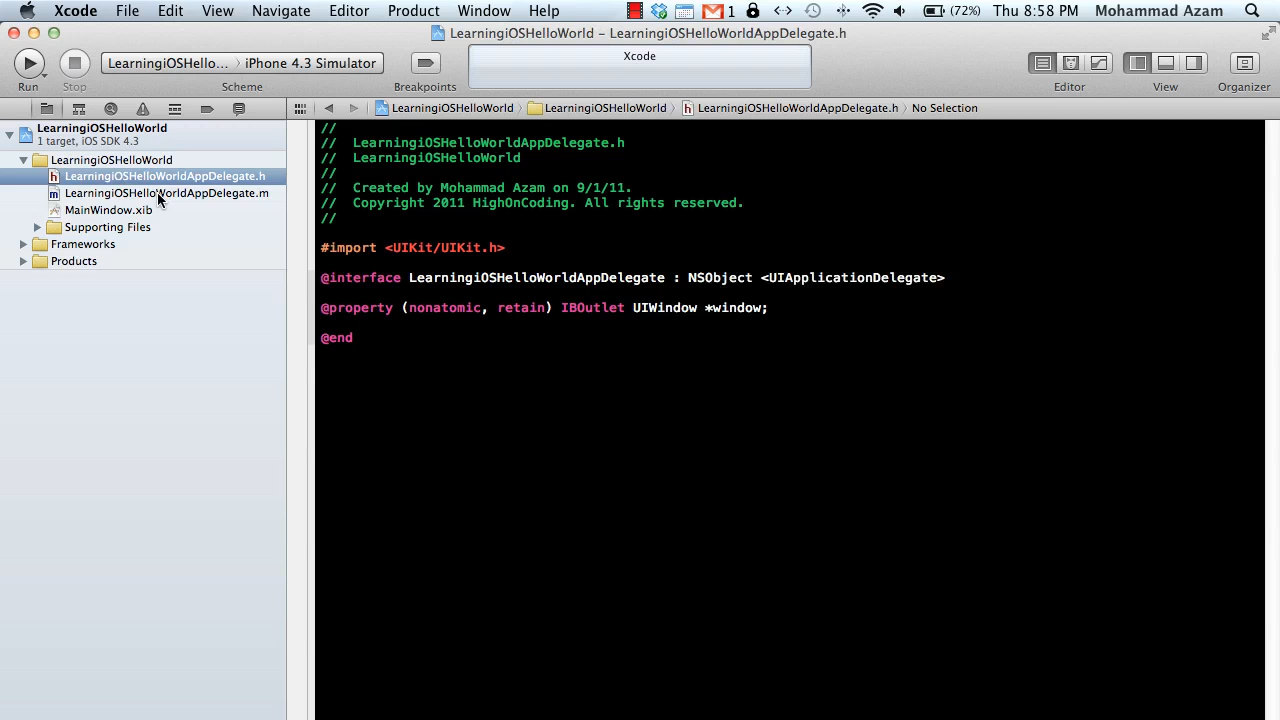 Xcode File Edit View Navigate Editor Product Window Help 1 (72%) Thu 8:58 PM Mohammad Azam
LearningiOSHelloWorld – LearningiOSHelloWorldAppDelegate.h
LearningiOSHello... iPhone 4.3 Simulator
Xcode
Run Stop Scheme Breakpoints Editor View Organizer
LearningiOSHelloWorld LearningiOSHelloWorld h LearningiOSHelloWorldAppDelegate.h No Selection
LearningiOSHelloWorld
1 target, iOS SDK 4.3
LearningiOSHelloWorld
h LearningiOSHelloWorldAppDelegate.h
m LearningiOSHelloWorldAppDelegate.m
MainWindow.xib
Supporting Files
Frameworks
Products
//
// LearningiOSHelloWorldAppDelegate.h
// LearningiOSHelloWorld
//
// Created by Mohammad Azam on 9/1/11.
// Copyright 2011 HighOnCoding. All rights reserved.
//
#import <UIKit/UIKit.h>
@interface LearningiOSHelloWorldAppDelegate : NSObject <UIApplicationDelegate>
@property (nonatomic, retain) IBOutlet UIWindow *window;
@end